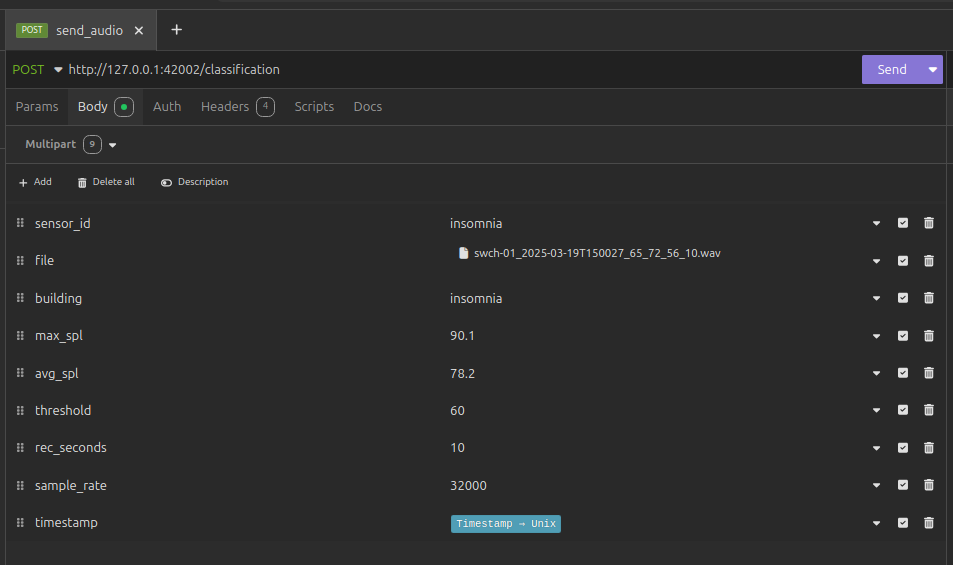 POST send_audio
POST http://127.0.0.1:42002/classification Send
Params Body Auth Headers 4 Scripts Docs
Multipart 9
Add Delete all Description
sensor_id insomnia
file swch-01_2025-03-19T150027_65_72_56_10.wav
building insomnia
max_spl 90.1
avg_spl 78.2
threshold 60
rec_seconds 10
sample_rate 32000
timestamp Timestamp → Unix